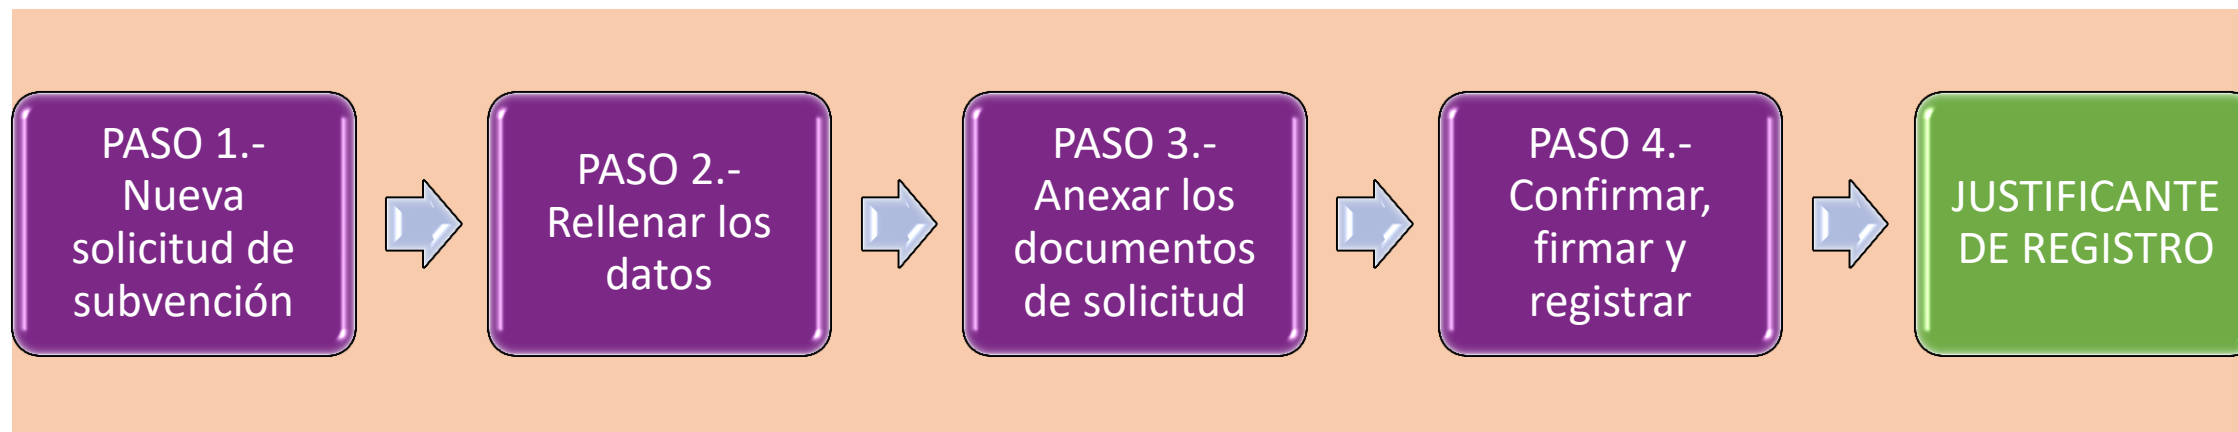 PASO 1.-
Nueva
solicitud de
subvención
PASO 2.-
Rellenar los
datos
PASO 3.-
Anexar los
documentos
de solicitud
PASO 4.-
Confirmar,
firmar y
registrar
JUSTIFICANTE
DE REGISTRO